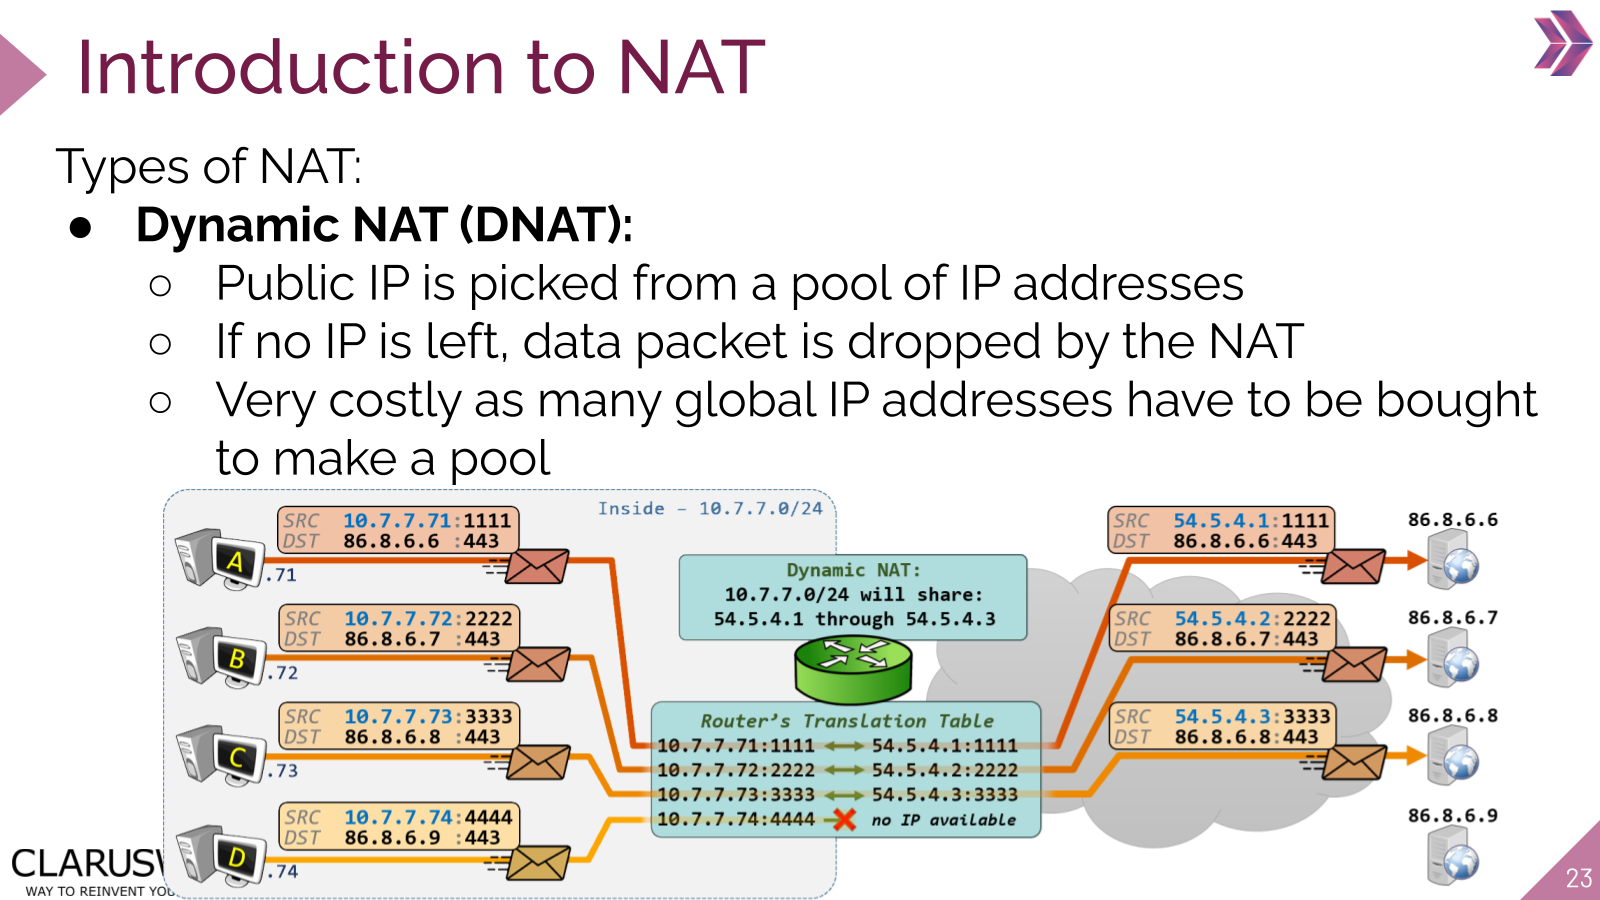 Introduction to NAT
Types of NAT:
● Dynamic NAT (DNAT):
○ Public IP is picked from a pool of IP addresses
○ If no IP is left, data packet is dropped by the NAT
○ Very costly as many global IP addresses have to be bought
to make a pool
Inside – 10.7.7.0/24
SRC 10.7.7.71:1111
DST 86.8.6.6 :443
A
.71
SRC 10.7.7.72:2222
DST 86.8.6.7 :443
B
.72
SRC 10.7.7.73:3333
DST 86.8.6.8 :443
C
.73
SRC 10.7.7.74:4444
DST 86.8.6.9 :443
D
.74
Dynamic NAT:
10.7.7.0/24 will share:
54.5.4.1 through 54.5.4.3
Router's Translation Table
10.7.7.71:1111 54.5.4.1:1111
10.7.7.72:2222 54.5.4.2:2222
10.7.7.73:3333 54.5.4.3:3333
10.7.7.74:4444 no IP available
SRC 54.5.4.1:1111
DST 86.8.6.6:443
86.8.6.6
SRC 54.5.4.2:2222
DST 86.8.6.7:443
86.8.6.7
SRC 54.5.4.3:3333
DST 86.8.6.8:443
86.8.6.8
86.8.6.9
WAY TO REINVENT
23